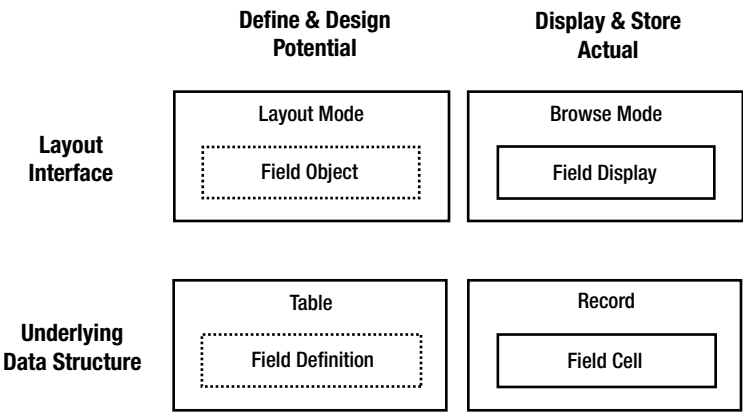 Define & Design
Potential
Display & Store
Actual
Layout
Interface
Layout Mode
Field Object
Browse Mode
Field Display
Underlying
Data Structure
Table
Field Definition
Record
Field Cell